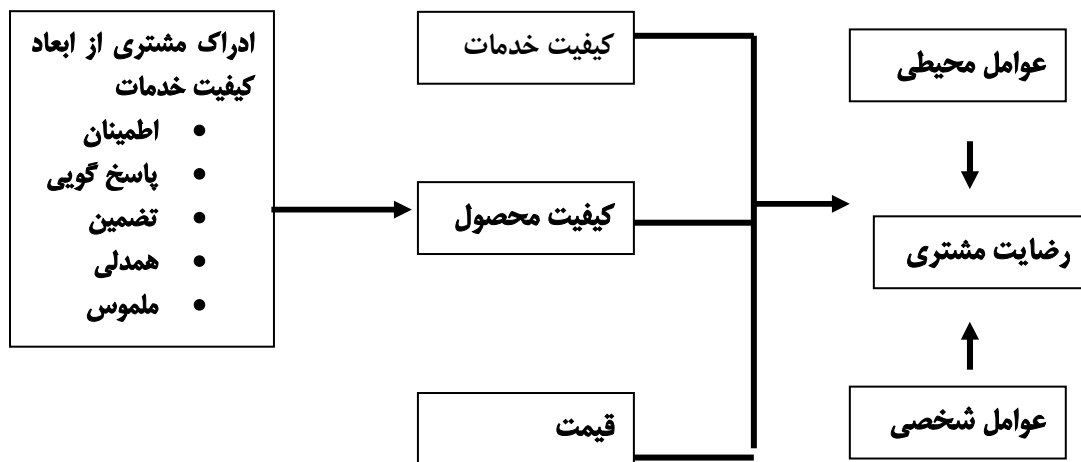 ادراک مشتری از ابعاد
کیفیت خدمات
• اطمینان
• پاسخ گویی
• تضمین
• همدلی
• ملموس
کیفیت خدمات
کیفیت محصول
قیمت
عوامل محیطی
رضایت مشتری
عوامل شخصی